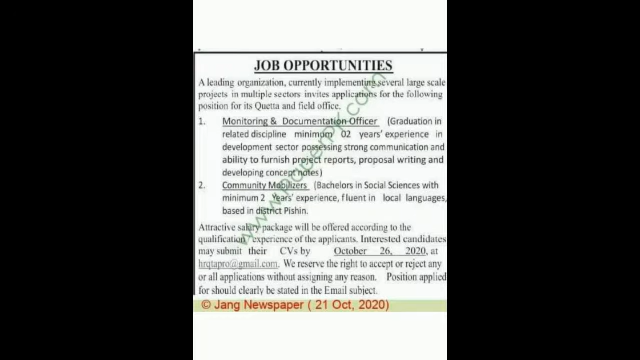 JOB OPPORTUNITIES
A leading organization, currently implementing several large scale
projects in multiple sectors invites applications for the following
position for its Quetta and field office.
1. Monitoring & Documentation Officer (Graduation in
related discipline minimum 02 years' experience in
development sector possessing strong communication and
ability to furnish project reports, proposal writing and
developing concept notes)
2. Community Mobilizers (Bachelors in Social Sciences with
minimum 2 Years' experience, fluent in local languages,
based in district Pishin.
Attractive salary package will be offered according to the
qualification experience of the applicants. Interested candidates
may submit their CVs by October 26, 2020, at
hrqtapro@gmail.com. We reserve the right to accept or reject any
or all applications without assigning any reason. Position applied
for should clearly be stated in the Email subject.
www.PaperPk.com
© Jang Newspaper ( 21 Oct, 2020)